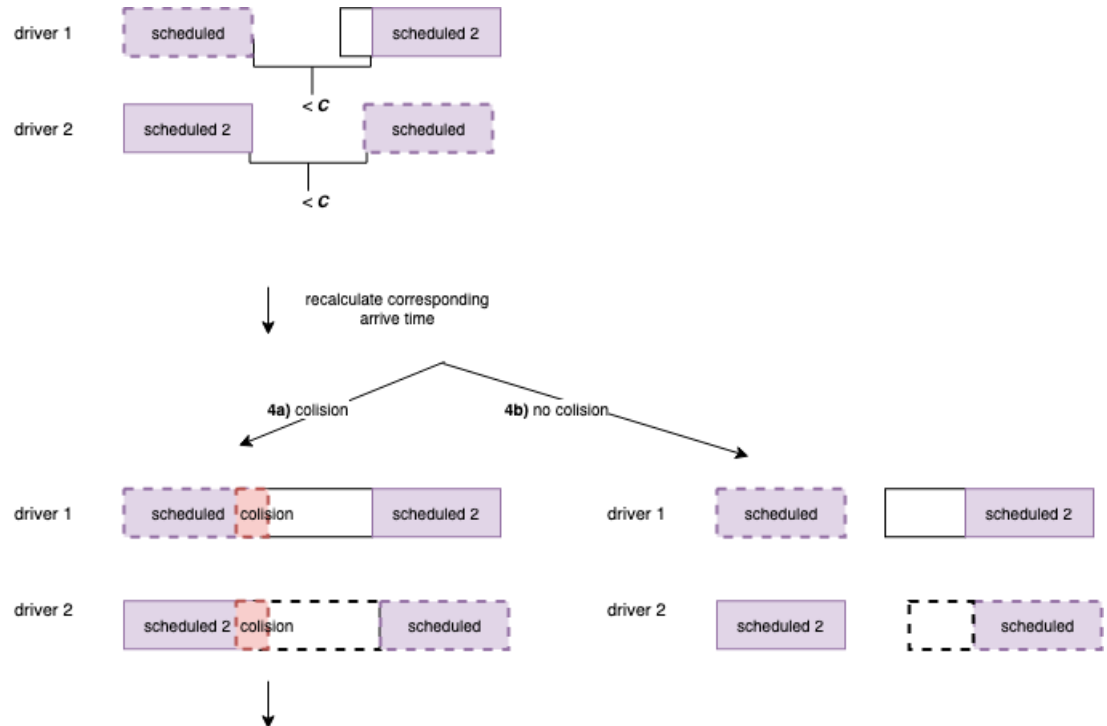 driver 1
scheduled
scheduled 2
< C
driver 2
scheduled 2
scheduled
< C
recalculate corresponding
arrive time
4a) colision
4b) no colision
driver 1
scheduled
colision
scheduled 2
driver 1
scheduled
scheduled 2
driver 2
scheduled 2
colision
scheduled
driver 2
scheduled 2
scheduled